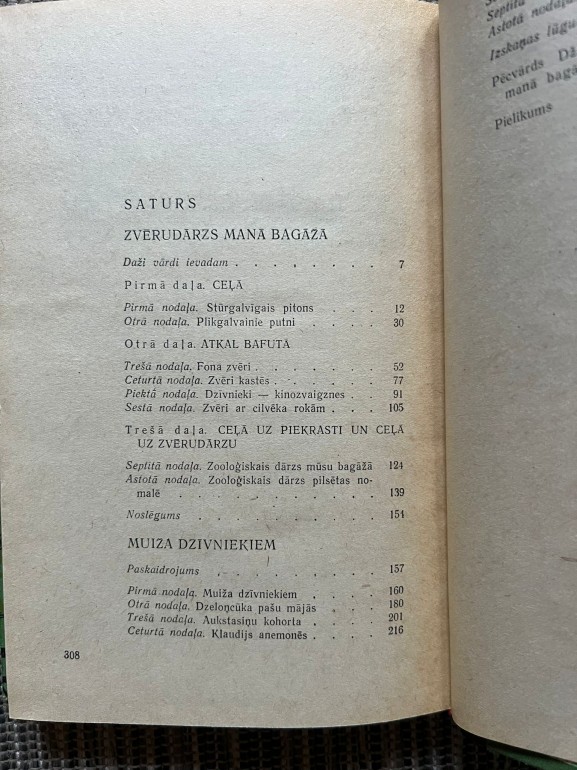 SATURS
ZVĒRUDĀRZS MANĀ BAGĀŽĀ
Daži vārdi ievadam . . . . . . . . 7
Pirmā daļa. CEĻĀ
Pirmā nodaļa. Stūrgalvīgais pitons . . . 12
Otrā nodaļa. Plikgalvainie putni . . . . 30
Otrā daļa. ATKAL BAFUTĀ
Trešā nodaļa. Fona zvēri . . . . . . . 52
Ceturtā nodaļa. Zvēri kastēs . . . . . . 77
Piektā nodaļa. Dzīvnieki — kinozvaigznes . . 91
Sestā nodaļa. Zvēri ar cilvēka rokām . . . 105
Trešā daļa. CEĻĀ UZ PIEKRASTI UN CEĻĀ
UZ ZVĒRUDĀRZU
Septītā nodaļa. Zooloģiskais dārzs mūsu bagāžā 124
Astotā nodaļa. Zooloģiskais dārzs pilsētas no-
malē . . . . . . . . . . 139
Noslēgums . . . . . . . . . . 154
MUIŽA DZĪVNIEKIEM
Paskaidrojums . . . . . . . . . 157
Pirmā nodaļa. Muiža dzīvniekiem . . . . 160
Otrā nodaļa. Dzeloņcūka pašu mājās . . . 180
Trešā nodaļa. Aukstasiņu kohorta . . . . 201
Ceturtā nodaļa. Klaudijs anemonēs . . . . 216
308
Astotā nodaļa
Izskaņas lūgu
Pēcvārds Dž
manā bagā
Pielikums